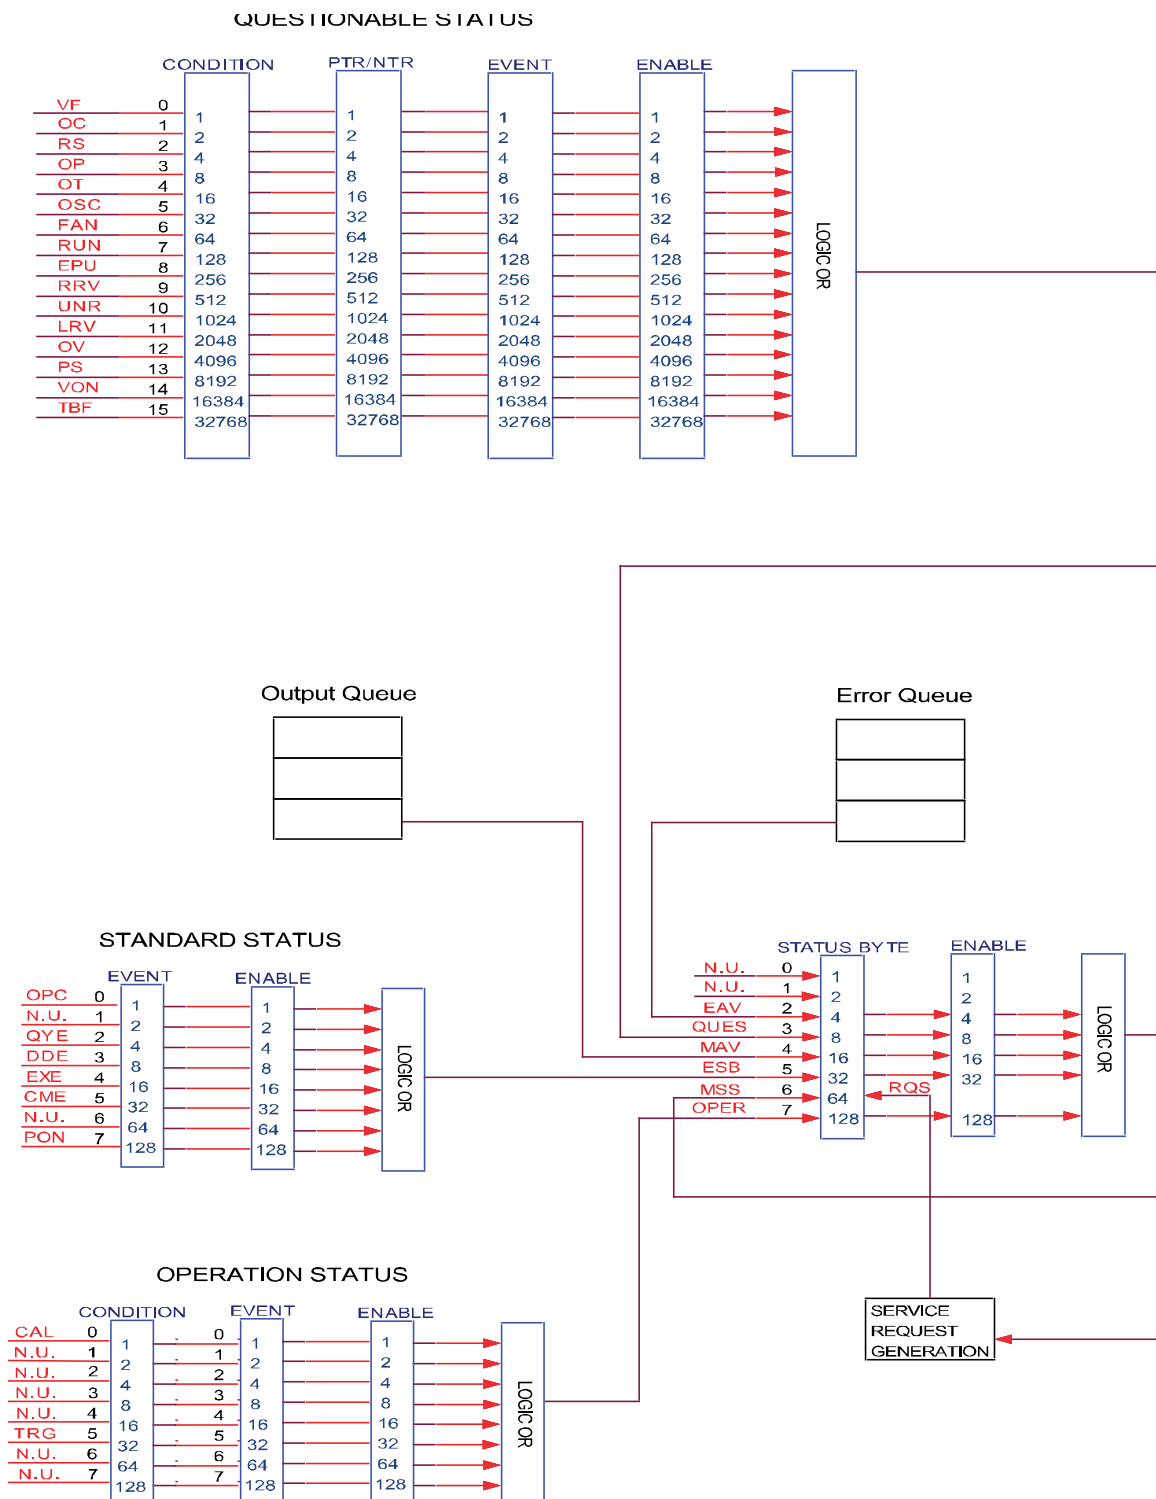 QUESTIONABLE STATUS
CONDITION PTR/NTR EVENT ENABLE
VF 0 1 1 1 1
OC 1 2 2 2 2
RS 2 4 4 4 4
OP 3 8 8 8 8
OT 4 16 16 16 16
OSC 5 32 32 32 32
FAN 6 64 64 64 64
RUN 7 128 128 128 128
EPU 8 256 256 256 256
RRV 9 512 512 512 512
UNR 10 1024 1024 1024 1024
LRV 11 2048 2048 2048 2048
OV 12 4096 4096 4096 4096
PS 13 8192 8192 8192 8192
VON 14 16384 16384 16384 16384
TBF 15 32768 32768 32768 32768
LOGIC OR
Output Queue
Error Queue
STANDARD STATUS
EVENT ENABLE
OPC 0 1 1
N.U. 1 2 2
QYE 2 4 4
DDE 3 8 8
EXE 4 16 16
CME 5 32 32
N.U. 6 64 64
PON 7 128 128
LOGIC OR
STATUS BYTE ENABLE
N.U. 0 1 1
N.U. 1 2 2
EAV 2 4 4
QUES 3 8 8
MAV 4 16 16
ESB 5 32 32
MSS 6 64 RQS
OPER 7 128 128
LOGIC OR
OPERATION STATUS
CONDITION EVENT ENABLE
CAL 0 1 0 1 1
N.U. 1 2 1 2 2
N.U. 2 4 2 4 4
N.U. 3 8 3 8 8
N.U. 4 16 4 16 16
TRG 5 32 5 32 32
N.U. 6 64 6 64 64
N.U. 7 128 7 128 128
LOGIC OR
SERVICE
REQUEST
GENERATION